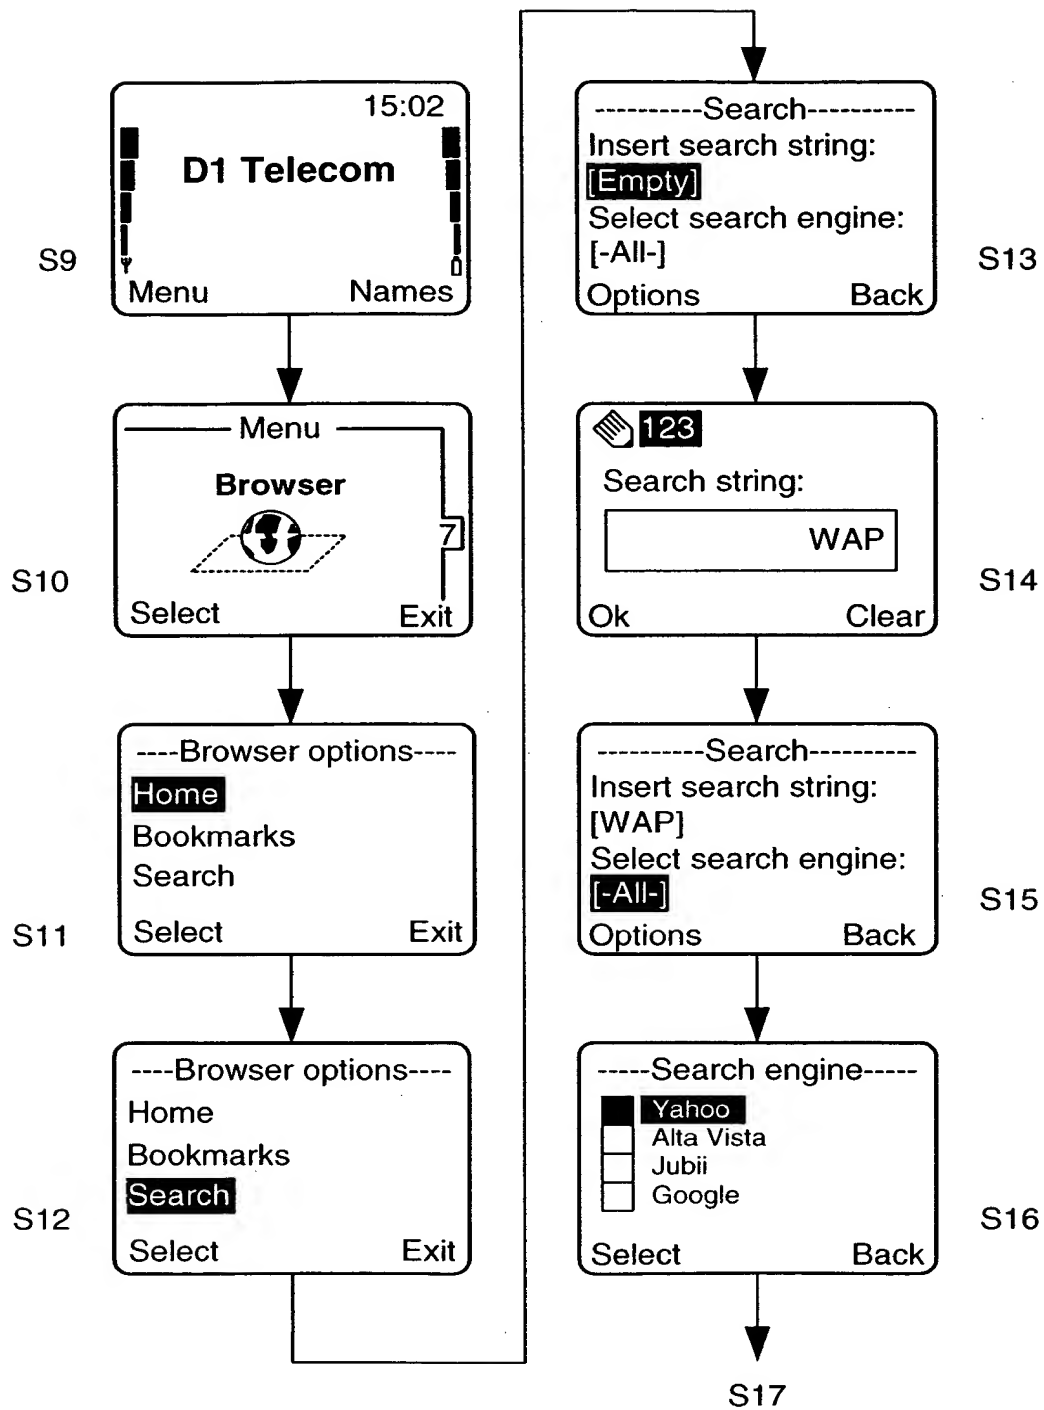 15:02
D1 Telecom
S9
Menu Names
Menu
Browser
7
S10
Select Exit
----Browser options----
Home
Bookmarks
Search
S11
Select Exit
----Browser options----
Home
Bookmarks
Search
S12
Select Exit
----------Search----------
Insert search string:
[Empty]
Select search engine:
[-All-]
S13
Options Back
123
Search string:
WAP
S14
Ok Clear
----------Search----------
Insert search string:
[WAP]
Select search engine:
[-All-]
S15
Options Back
-----Search engine-----
Yahoo
Alta Vista
Jubii
Google
S16
Select Back
S17